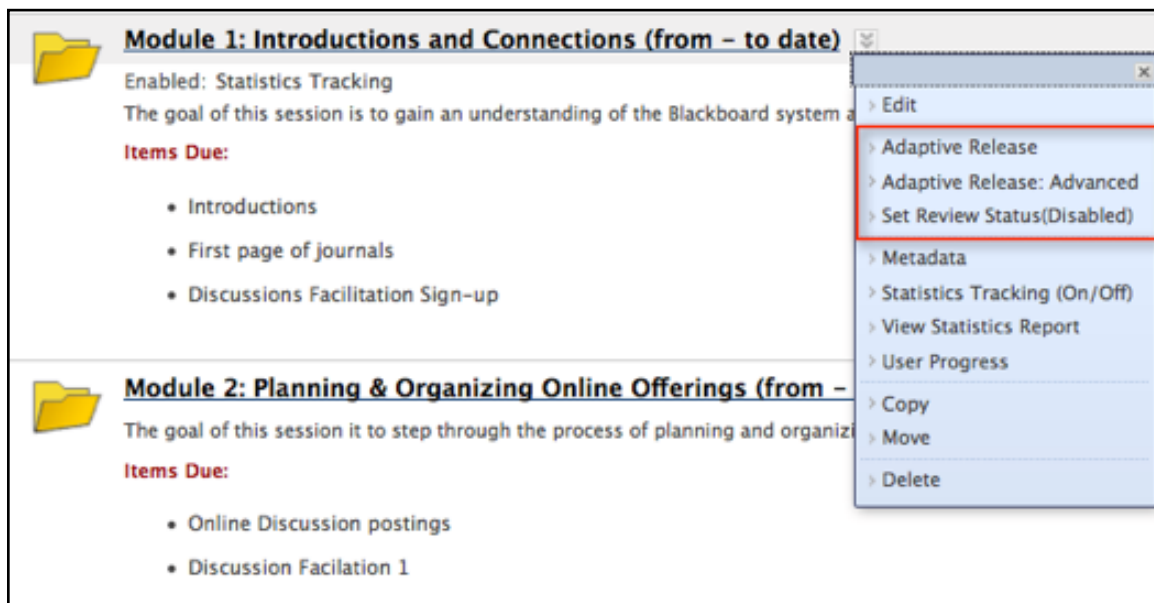 Module 1: Introductions and Connections (from - to date)
Enabled: Statistics Tracking
The goal of this session is to gain an understanding of the Blackboard system
Items Due:
• Introductions
• First page of journals
• Discussions Facilitation Sign-up
Edit
Adaptive Release
Adaptive Release: Advanced
Set Review Status(Disabled)
Metadata
Statistics Tracking (On/Off)
View Statistics Report
User Progress
Copy
Move
Delete
Module 2: Planning & Organizing Online Offerings (from -
The goal of this session it to step through the process of planning and
Items Due:
• Online Discussion postings
• Discussion Facilation 1